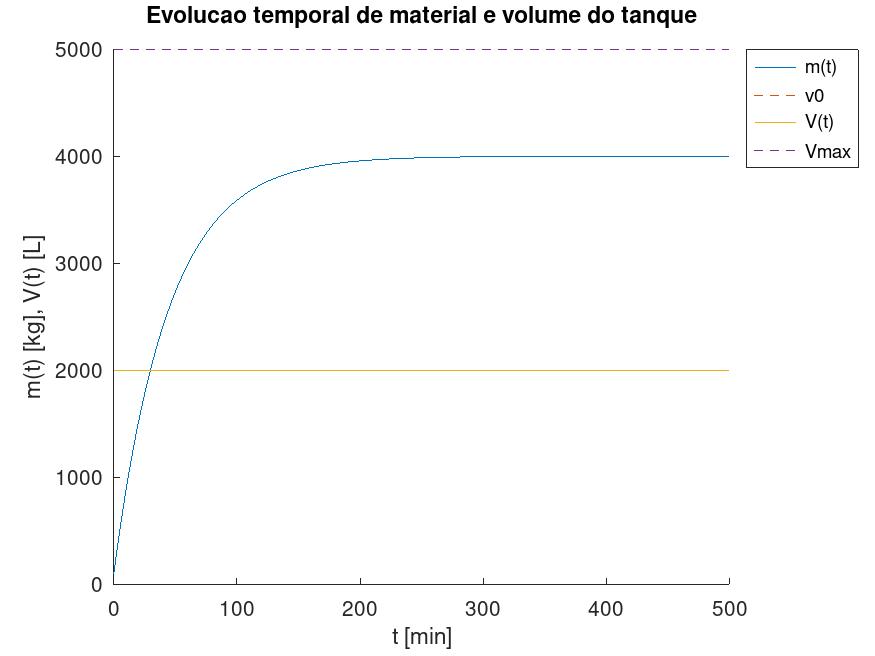 Evolucao temporal de material e volume do tanque
m(t) [kg], V(t) [L]
5000
4000
3000
2000
1000
0
0 100 200 300 400 500
t [min]
m(t)
v0
V(t)
Vmax